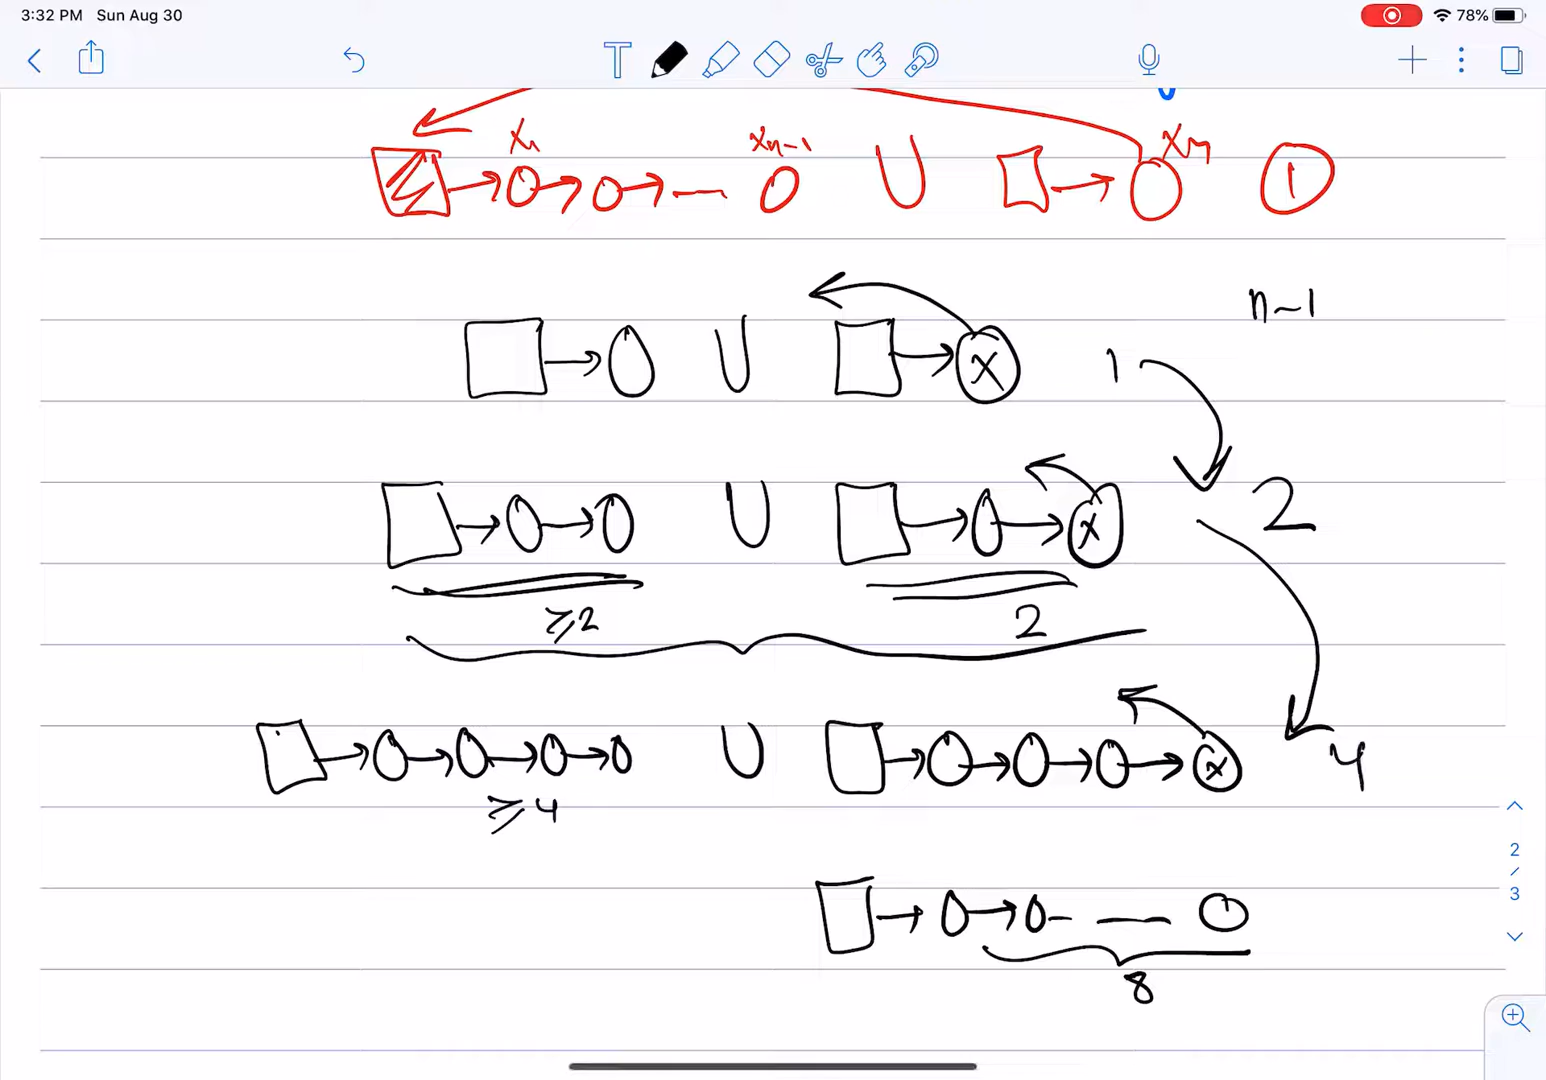 3:32 PM Sun Aug 30 78%
T
x₁ xₙ₋₁ ∪ xₙ ①
n-1
∪ x 1
∪ x 2
≥2 2
∪ x 4
≥4
8
2
/
3